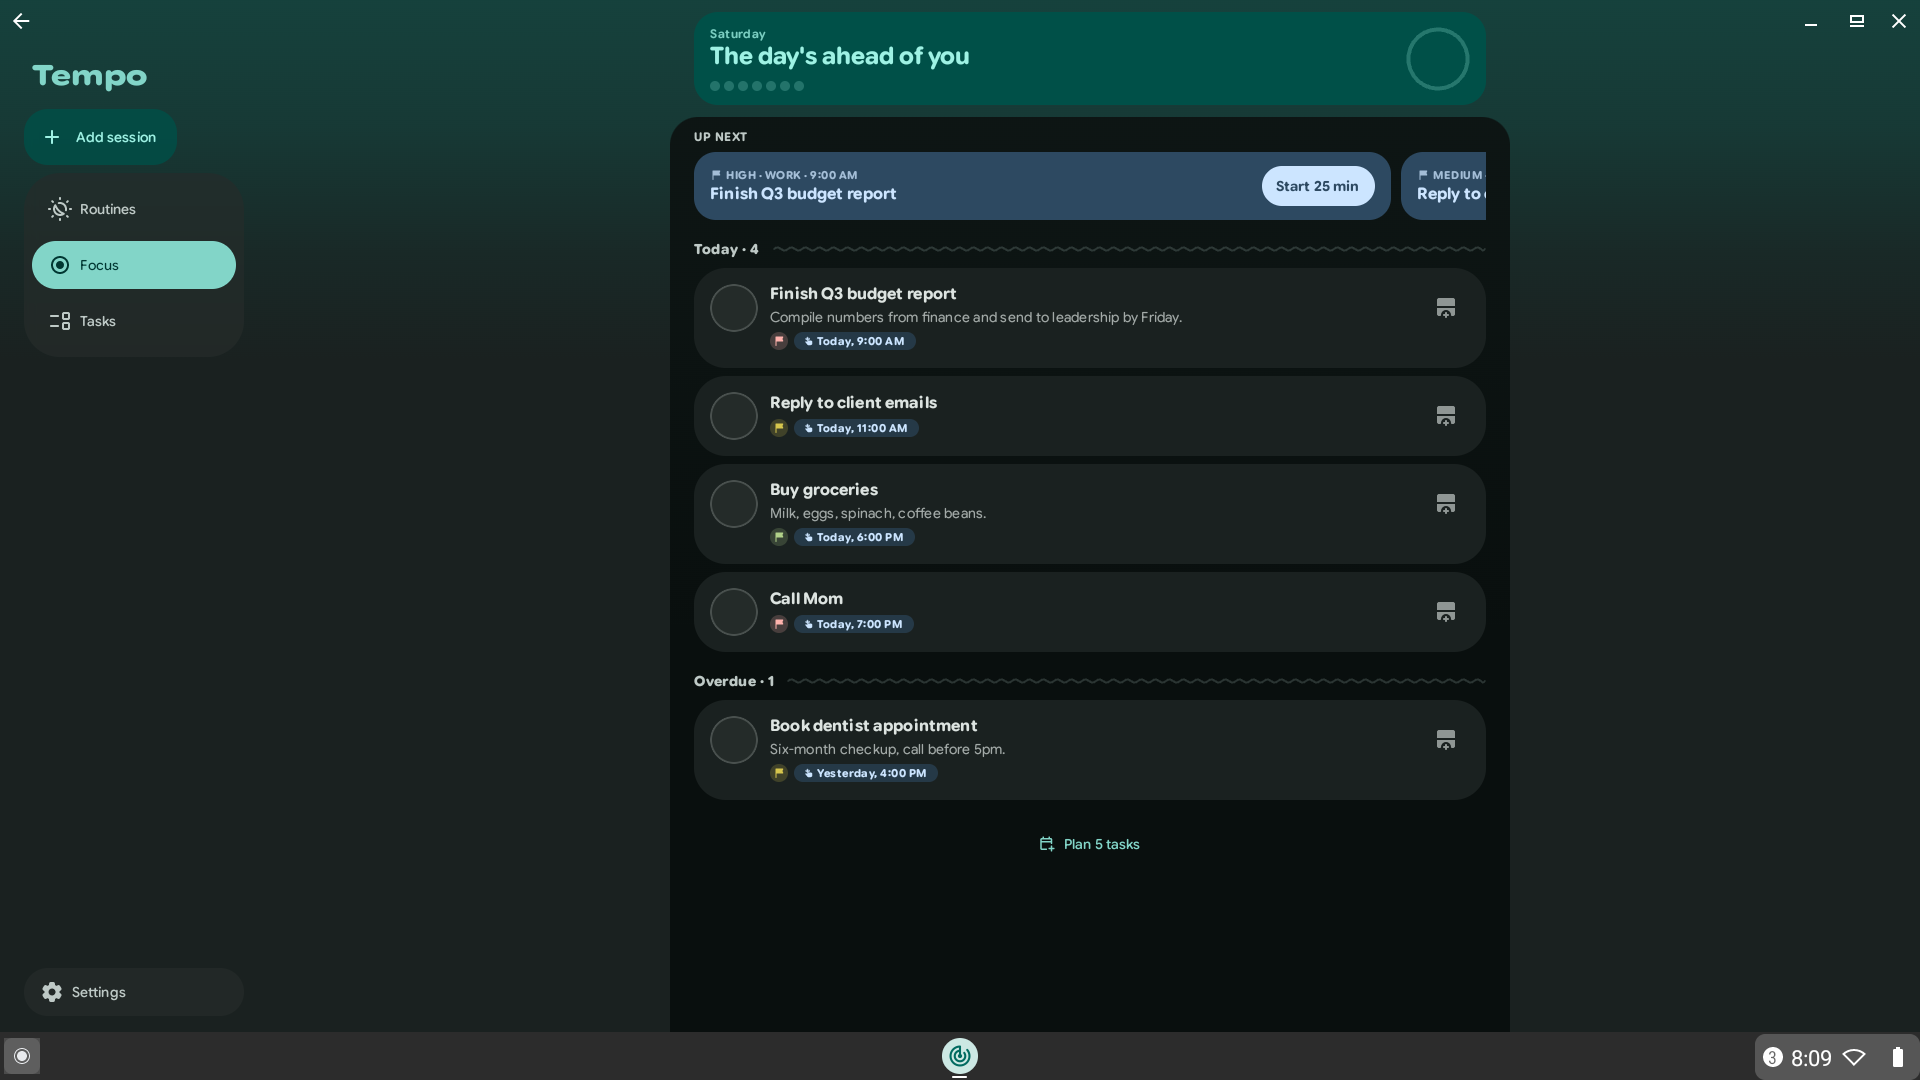 Tempo
Add session
Routines
Focus
Tasks
Settings
Saturday
The day's ahead of you
UP NEXT
HIGH · WORK · 9:00 AM
Finish Q3 budget report
Start 25 min
MEDIUM
Reply to
Today · 4
Finish Q3 budget report
Compile numbers from finance and send to leadership by Friday.
Today, 9:00 AM
Reply to client emails
Today, 11:00 AM
Buy groceries
Milk, eggs, spinach, coffee beans.
Today, 6:00 PM
Call Mom
Today, 7:00 PM
Overdue · 1
Book dentist appointment
Six-month checkup, call before 5pm.
Yesterday, 4:00 PM
Plan 5 tasks
3 8:09